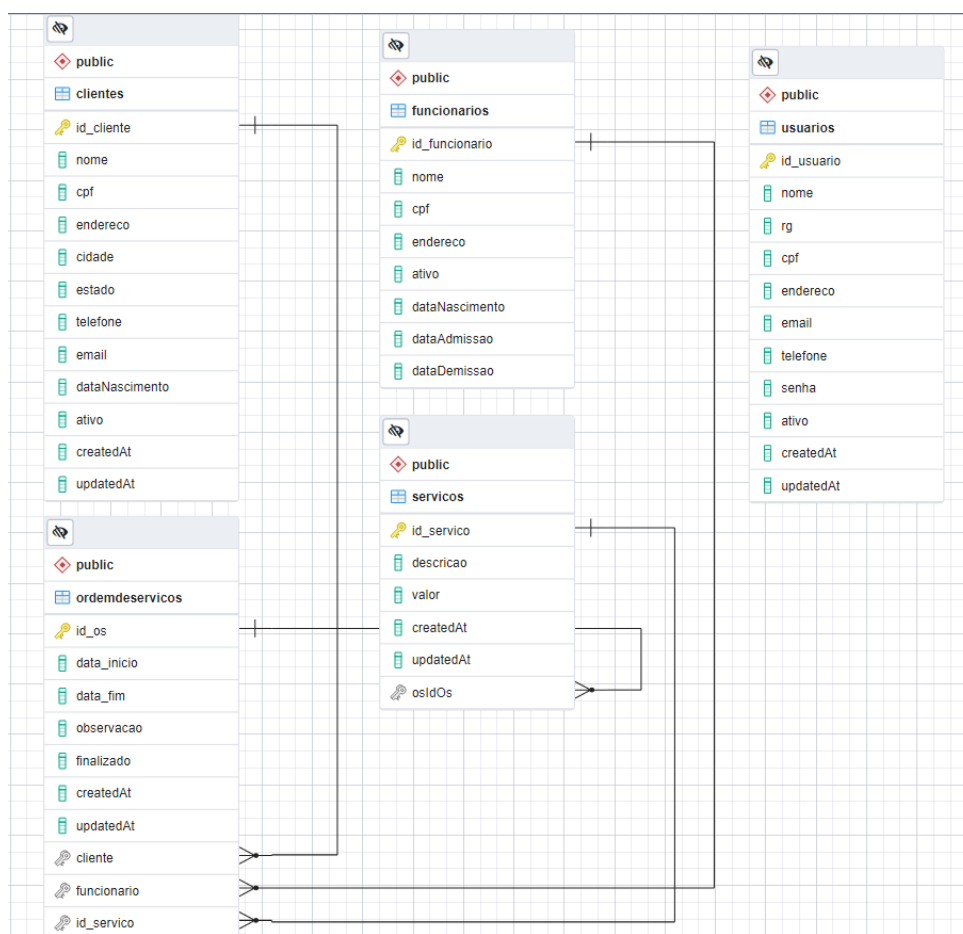 public
clientes
id_cliente
nome
cpf
endereco
cidade
estado
telefone
email
dataNascimento
ativo
createdAt
updatedAt
public
funcionarios
id_funcionario
nome
cpf
endereco
ativo
dataNascimento
dataAdmissao
dataDemissao
public
usuarios
id_usuario
nome
rg
cpf
endereco
email
telefone
senha
ativo
createdAt
updatedAt
public
servicos
id_servico
descricao
valor
createdAt
updatedAt
osIdOs
public
ordemdeservicos
id_os
data_inicio
data_fim
observacao
finalizado
createdAt
updatedAt
cliente
funcionario
id_servico